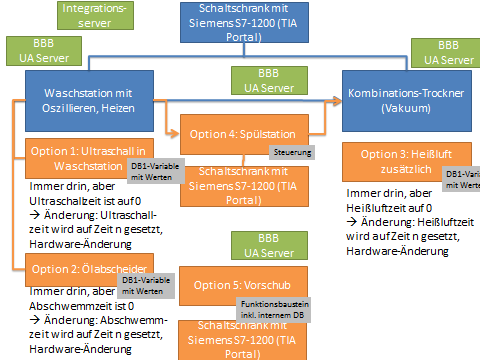 Integrations-
server
Schaltschrank mit
Siemens S7-1200 (TIA
Portal)
BBB
UA Server
BBB
UA Server
BBB
UA Server
Waschstation mit
Oszillieren, Heizen
Kombinations-Trockner
(Vakuum)
Option 4: Spülstation
Steuerung
Schaltschrank mit
Siemens S7-1200 (TIA
Portal)
Option 1: Ultraschall in
Waschstation
DB1-Variable
mit Werten
Immer drin, aber
Ultraschalzeit ist auf 0
→ Änderung: Ultraschall-
zeit wird auf Zeit n gesetzt,
Hardware-Änderung
Option 3: Heißluft
zusätzlich
DB1-Variable
mit Werten
Immer drin, aber
Heißluftzeit auf 0
→ Änderung: Heißluftzeit
wird auf Zeit n gesetzt,
Hardware-Änderung
Option 2: Ölabscheider
DB1-Variable
mit Werten
Immer drin, aber
Abschwemmzeit ist 0
→ Änderung: Abschwemm-
zeit wird auf Zeit n gesetzt,
Hardware-Änderung
BBB
UA Server
Option 5: Vorschub
Funktionsbaustein
inkl. internem DB
Schaltschrank mit
Siemens S7-1200 (TIA
Portal)